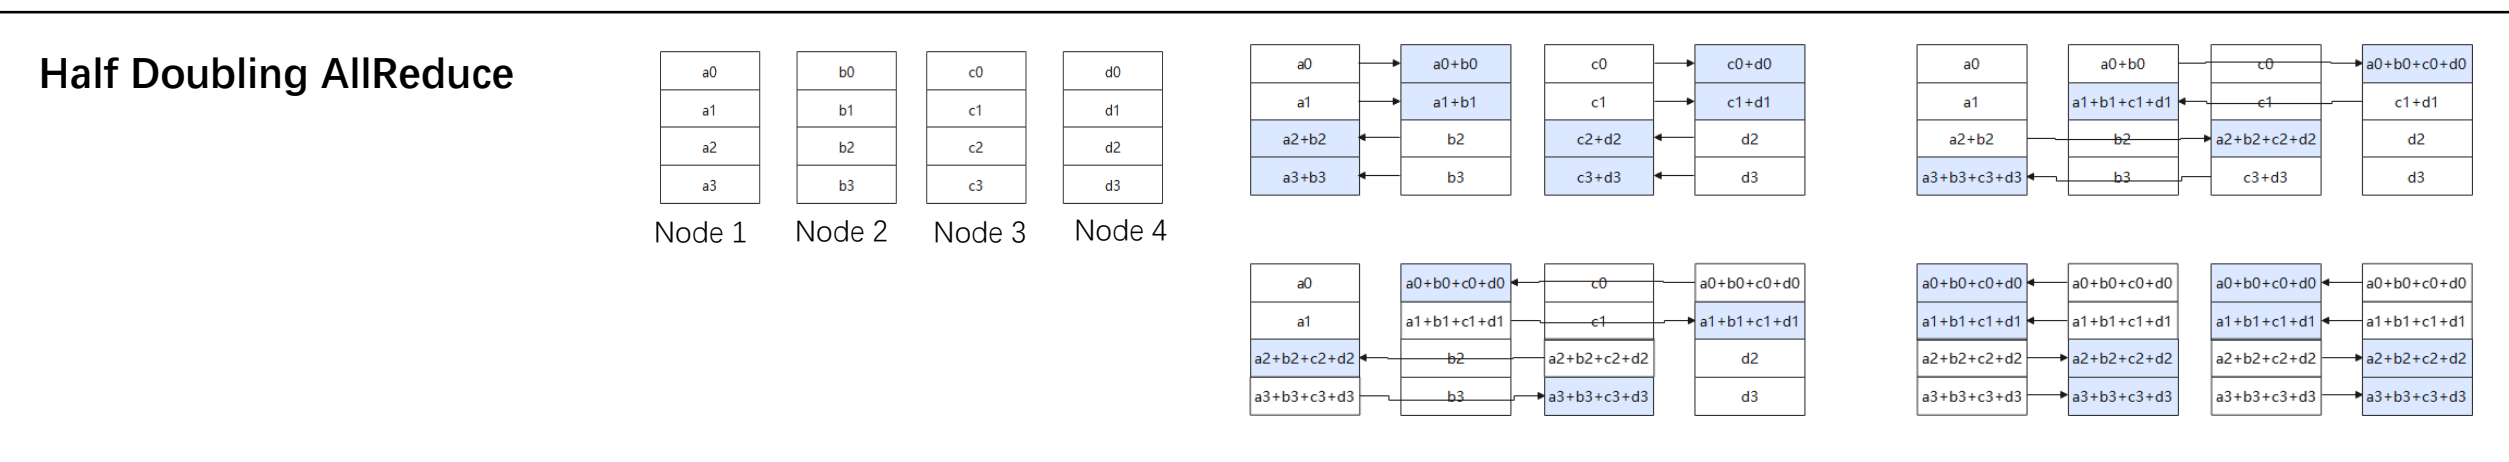 Half Doubling AllReduce
a0 b0 c0 d0
a1 b1 c1 d1
a2 b2 c2 d2
a3 b3 c3 d3
Node 1 Node 2 Node 3 Node 4
a0 a0+b0 c0 c0+d0
a1 a1+b1 c1 c1+d1
a2+b2 b2 c2+d2 d2
a3+b3 b3 c3+d3 d3
a0 a0+b0 c0 a0+b0+c0+d0
a1 a1+b1+c1+d1 c1 c1+d1
a2+b2 b2 a2+b2+c2+d2 d2
a3+b3+c3+d3 b3 c3+d3 d3
a0 a0+b0+c0+d0 c0 a0+b0+c0+d0
a1 a1+b1+c1+d1 c1 a1+b1+c1+d1
a2+b2+c2+d2 b2 a2+b2+c2+d2 d2
a3+b3+c3+d3 b3 a3+b3+c3+d3 d3
a0+b0+c0+d0 a0+b0+c0+d0 a0+b0+c0+d0 a0+b0+c0+d0
a1+b1+c1+d1 a1+b1+c1+d1 a1+b1+c1+d1 a1+b1+c1+d1
a2+b2+c2+d2 a2+b2+c2+d2 a2+b2+c2+d2 a2+b2+c2+d2
a3+b3+c3+d3 a3+b3+c3+d3 a3+b3+c3+d3 a3+b3+c3+d3